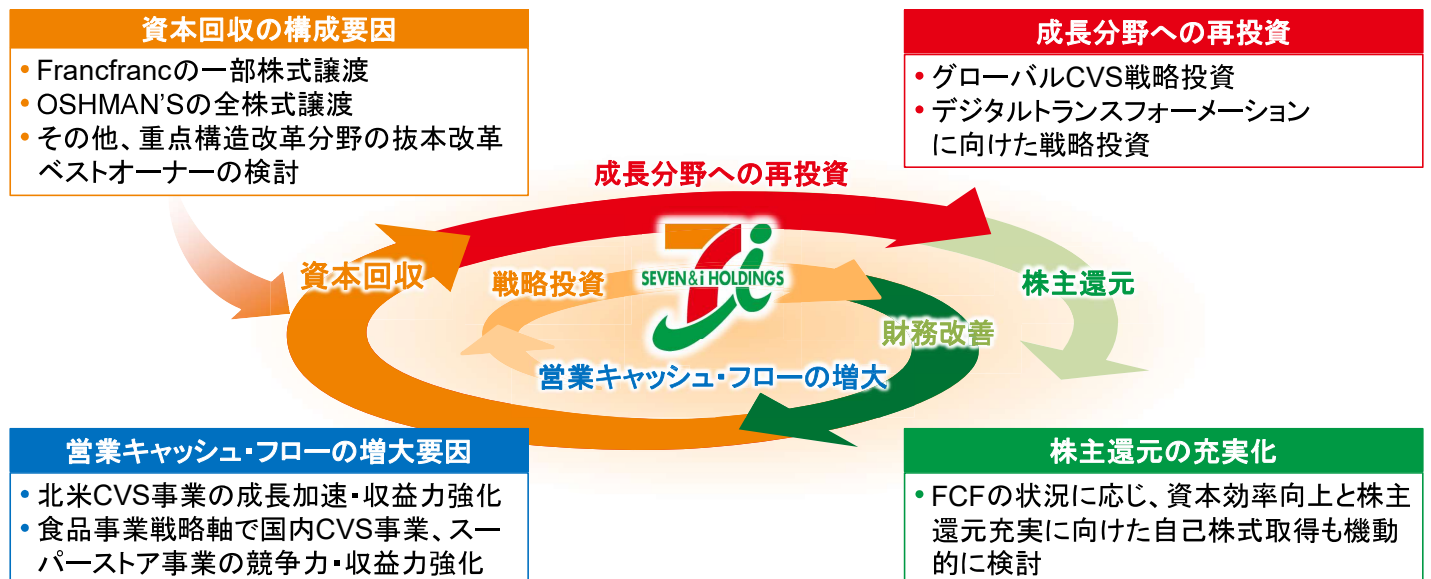 資本回収の構成要因
• Francfrancの一部株式譲渡
• OSHMAN'Sの全株式譲渡
• その他、重点構造改革分野の抜本改革
ベストオーナーの検討
成長分野への再投資
• グローバルCVS戦略投資
• デジタルトランスフォーメーション
に向けた戦略投資
成長分野への再投資
資本回収
戦略投資
SEVEN&i HOLDINGS
株主還元
財務改善
営業キャッシュ・フローの増大
営業キャッシュ・フローの増大要因
• 北米CVS事業の成長加速・収益力強化
• 食品事業戦略軸で国内CVS事業、スー
パーストア事業の競争力・収益力強化
株主還元の充実化
• FCFの状況に応じ、資本効率向上と株主
還元充実に向けた自己株式取得も機動
的に検討